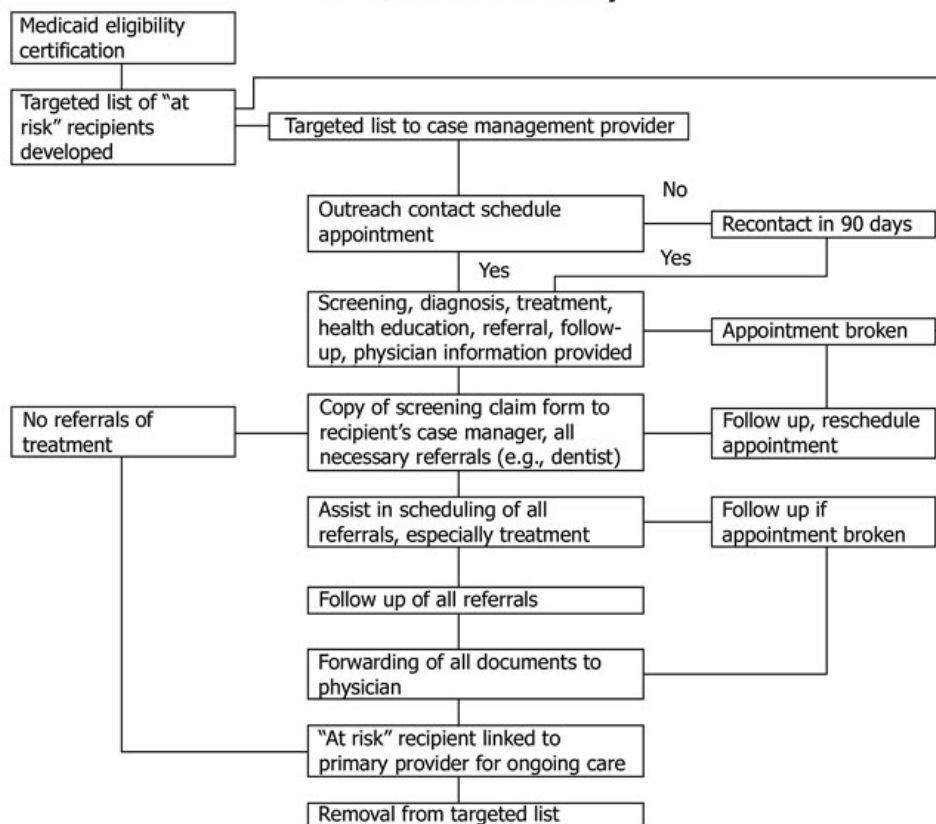 Medicaid eligibility
certification
Targeted list of “at
risk” recipients
developed
Targeted list to case management provider
No
Outreach contact schedule
appointment
Recontact in 90 days
Yes
Yes
Screening, diagnosis, treatment,
health education, referral, follow-
up, physician information provided
Appointment broken
No referrals of
treatment
Copy of screening claim form to
recipient’s case manager, all
necessary referrals (e.g., dentist)
Follow up, reschedule
appointment
Assist in scheduling of all
referrals, especially treatment
Follow up if
appointment broken
Follow up of all referrals
Forwarding of all documents to
physician
“At risk” recipient linked to
primary provider for ongoing care
Removal from targeted list